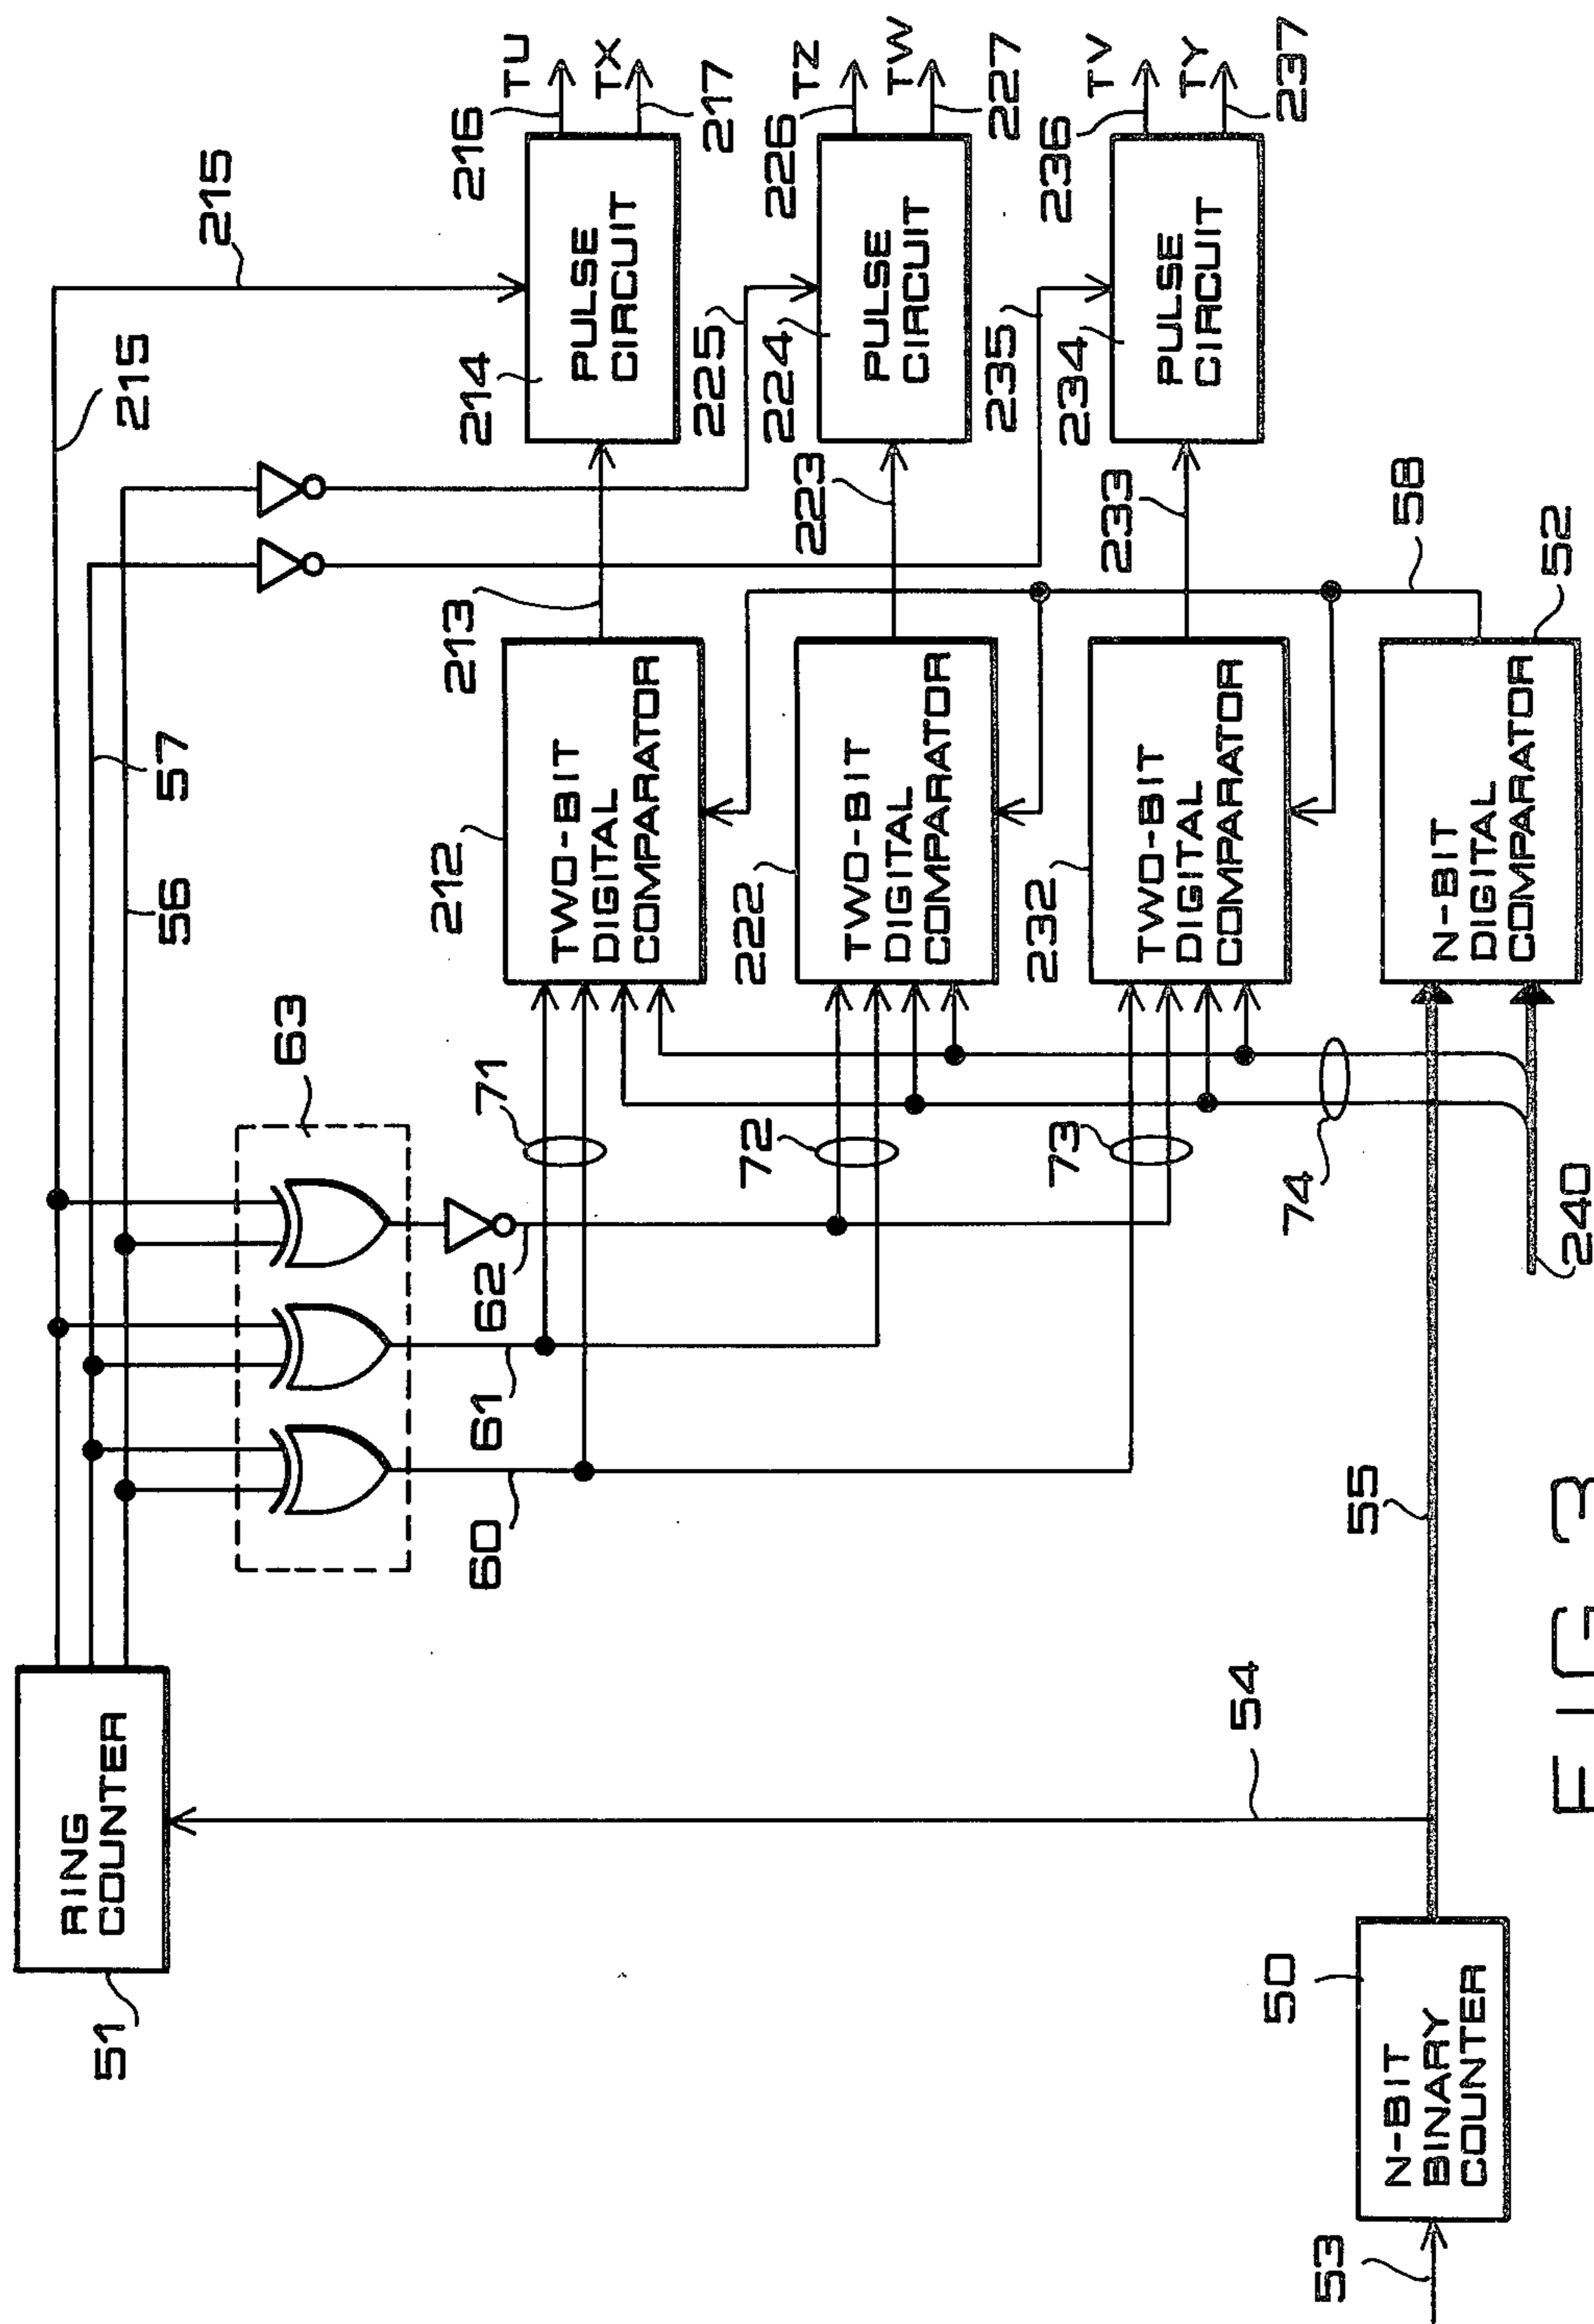 215
TU
216
TX
217
215
214
PULSE
CIRCUIT
TZ
226
TW
227
225
224
PULSE
CIRCUIT
TV
236
TY
237
235
234
PULSE
CIRCUIT
57
56
213
212
TWO-BIT
DIGITAL
COMPARATOR
223
222
TWO-BIT
DIGITAL
COMPARATOR
233
232
TWO-BIT
DIGITAL
COMPARATOR
58
52
N-BIT
DIGITAL
COMPARATOR
63
71
72
73
74
240
62
61
60
55
54
RING
COUNTER
51
50
N-BIT
BINARY
COUNTER
53
FIG 3